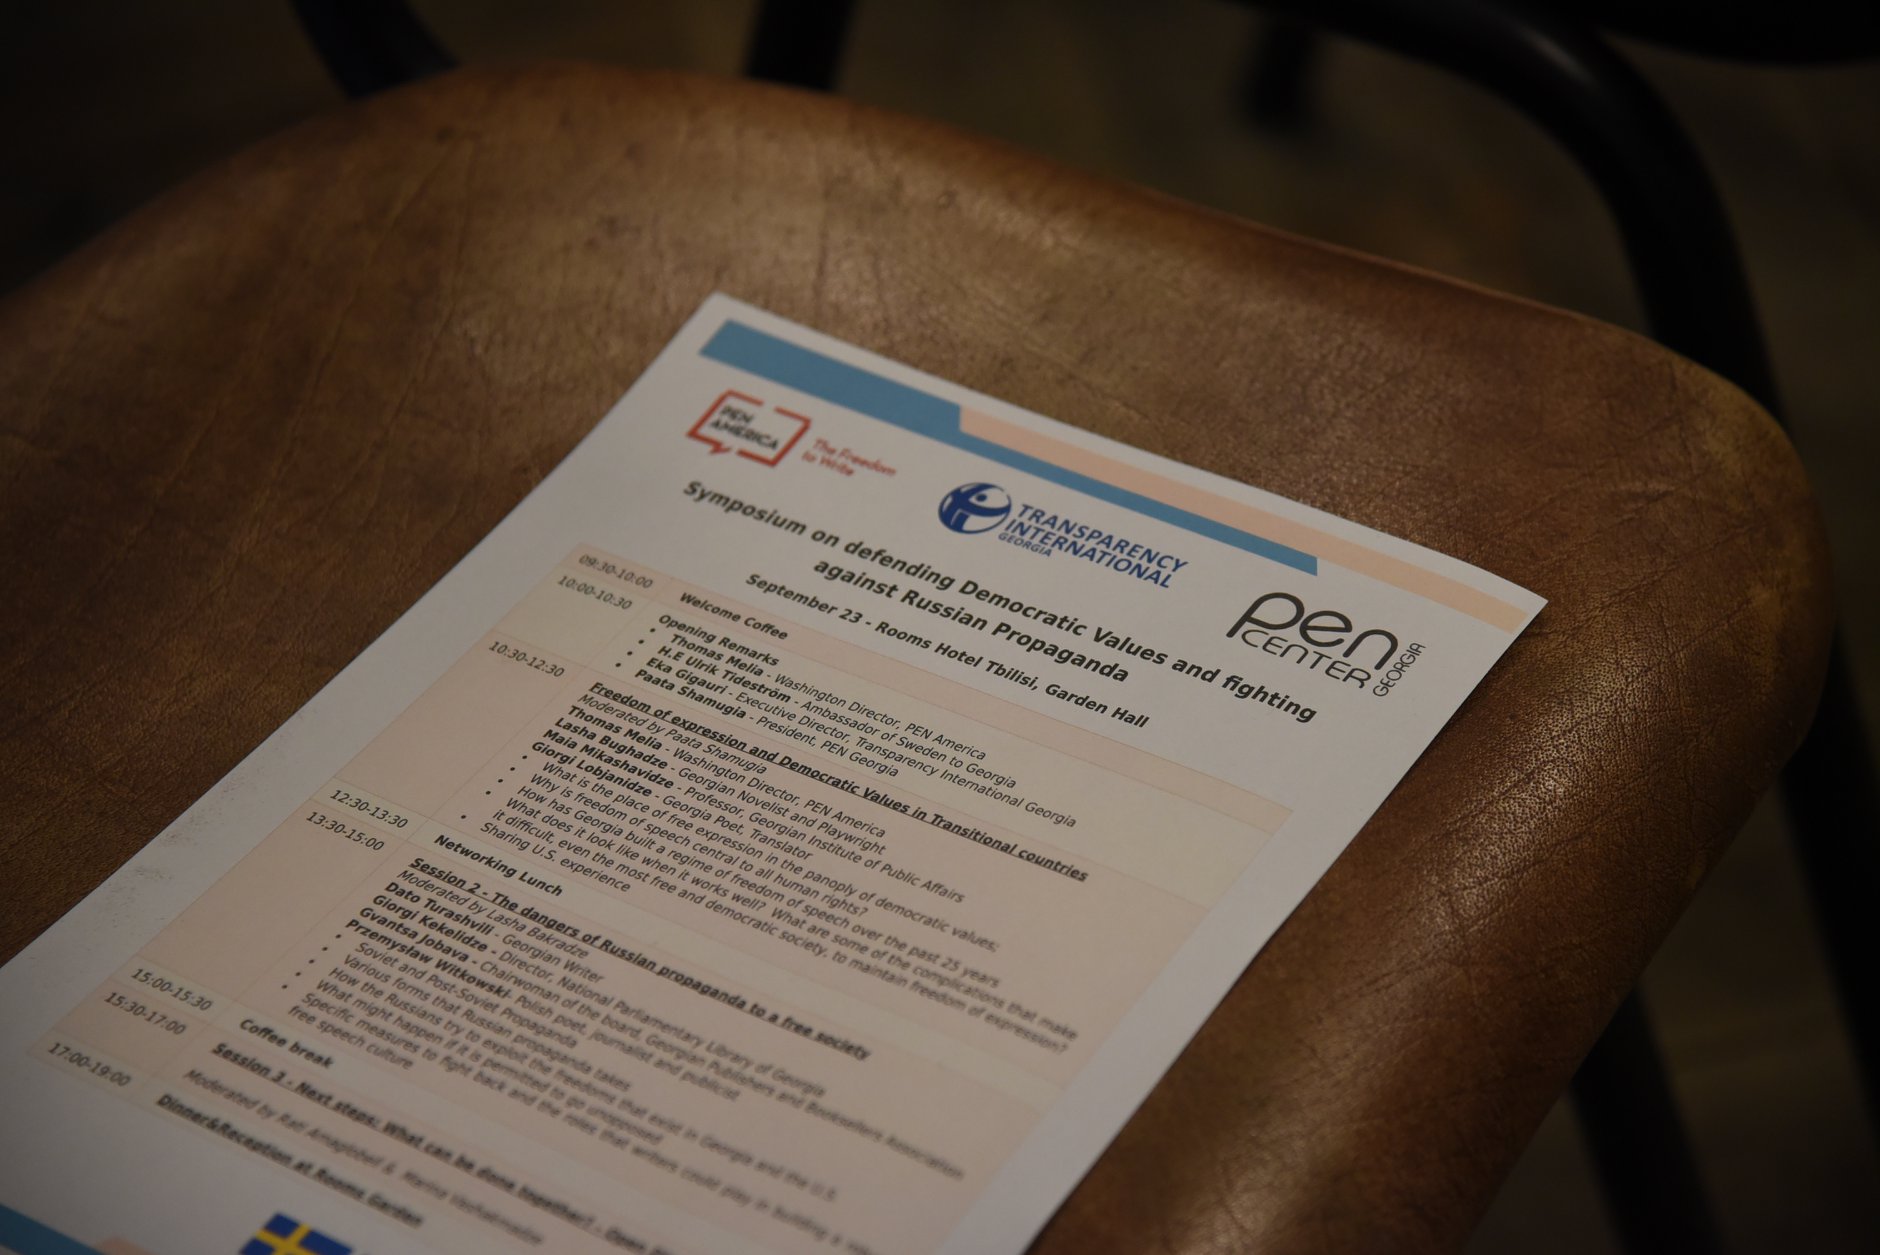 PEN
AMERICA
The Freedom
to Write
TRANSPARENCY
INTERNATIONAL
GEORGIA
pen
CENTER
GEORGIA
Symposium on defending Democratic Values and fighting
against Russian Propaganda
September 23 - Rooms Hotel Tbilisi, Garden Hall
09:30-10:00 Welcome Coffee
10:00-10:30 Opening Remarks
• Thomas Melia - Washington Director, PEN America
• H.E Ulrik Tideström - Ambassador of Sweden to Georgia
• Eka Gigauri - Executive Director, Transparency International Georgia
• Paata Shamugia - President, PEN Georgia
10:30-12:30 Freedom of expression and Democratic Values in Transitional countries
Moderated by Paata Shamugia
Thomas Melia - Washington Director, PEN America
Lasha Bughadze - Georgian Novelist and Playwright
Maia Mikashavidze - Professor, Georgian Institute of Public Affairs
Giorgi Lobjanidze - Georgia Poet, Translator
• What is the place of free expression in the panoply of democratic values;
• Why is freedom of speech central to all human rights?
• How has Georgia built a regime of freedom of speech over the past 25 years
• What does it look like when it works well? What are some of the complications that make
it difficult, even the most free and democratic society, to maintain freedom of expression?
• Sharing U.S. experience
12:30-13:30 Networking Lunch
13:30-15:00 Session 2 - The dangers of Russian propaganda to a free society
Moderated by Lasha Bakradze
Dato Turashvili - Georgian Writer
Giorgi Kekelidze - Director, National Parliamentary Library of Georgia
Gvantsa Jobava - Chairwoman of the board, Georgian Publishers and Booksellers Association
Przemysław Witkowski- Polish poet, journalist and publicist
• Soviet and Post-Soviet Propaganda
• Various forms that Russian propaganda takes
• How the Russians try to exploit the freedoms that exist in Georgia and the U.S.
• What might happen if it is permitted to go unopposed
• Specific measures to fight back and the roles that writers could play in building a
free speech culture
15:00-15:30 Coffee break
15:30-17:00 Session 3 - Next steps: What can be done together? - Open
Moderated by
17:00-19:00 Dinner&Reception at Rooms Garden